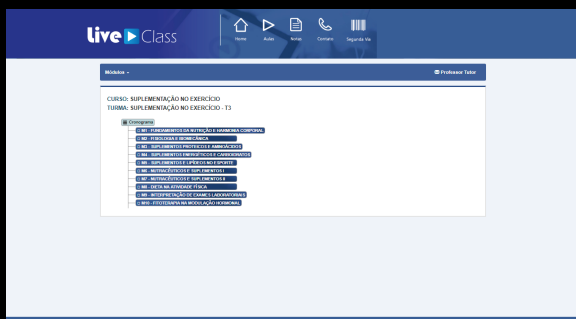 live Class
Home Aulas Notas Contato Segunda Via
Módulos Professor Tutor
CURSO: SUPLEMENTAÇÃO NO EXERCÍCIO
TURMA: SUPLEMENTAÇÃO NO EXERCÍCIO - T3
Cronograma
M1 - FUNDAMENTOS DA NUTRIÇÃO E HARMONIA CORPORAL
M2 - FISIOLOGIA E BIOMECÂNICA
M3 - SUPLEMENTOS PROTEICOS E AMINOÁCIDOS
M4 - SUPLEMENTOS ENERGÉTICOS E CARBOIDRATOS
M5 - SUPLEMENTOS E LIPÍDEOS NO ESPORTE
M6 - NUTRACÊUTICOS E SUPLEMENTOS I
M7 - NUTRACÊUTICOS E SUPLEMENTOS II
M8 - DIETA NA ATIVIDADE FÍSICA
M9 - INTERPRETAÇÃO DE EXAMES LABORATORIAIS
M10 - FITOTERAPIA NA MODULAÇÃO HORMONAL